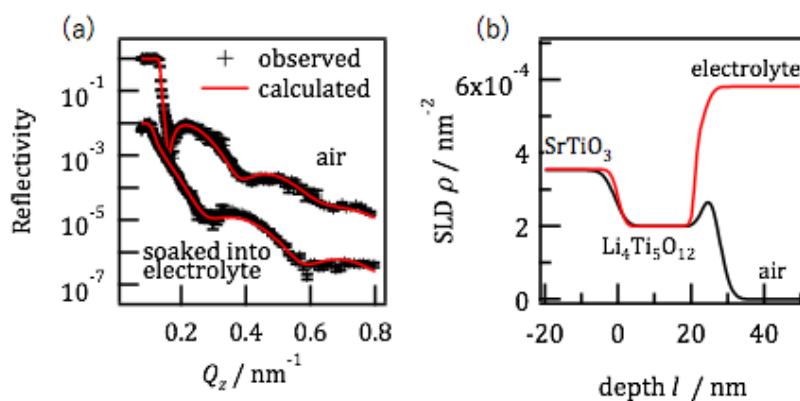 (a)
observed
calculated
air
soaked into
electrolyte
Reflectivity
10⁻¹
10⁻³
10⁻⁵
10⁻⁷
0.2
0.4
0.6
0.8
Q_z / nm⁻¹
(b)
electrolyte
SrTiO₃
Li₄Ti₅O₁₂
air
SLD ρ / nm⁻²
6x10⁻⁴
4
2
0
-20
0
20
40
depth l / nm